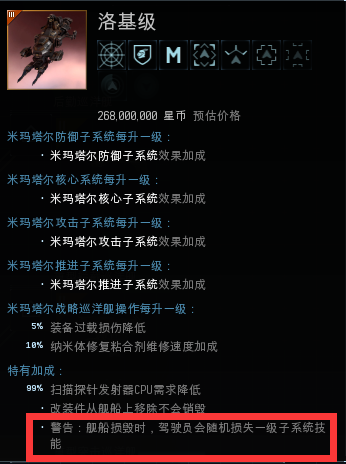 III
洛基级
M
268,000,000 星币 预估价格
米玛塔尔防御子系统每升一级：
· 米玛塔尔防御子系统效果加成
米玛塔尔核心系统每升一级：
· 米玛塔尔核心子系统效果加成
米玛塔尔攻击子系统每升一级：
· 米玛塔尔攻击子系统效果加成
米玛塔尔推进子系统每升一级：
· 米玛塔尔推进子系统效果加成
米玛塔尔战略巡洋舰操作每升一级：
5% 装备过载损伤降低
10% 纳米体修复粘合剂维修速度加成
特有加成：
99% 扫描探针发射器CPU需求降低
· 改装件从舰船上移除不会销毁
· 警告：舰船损毁时，驾驶员会随机损失一级子系统技
能